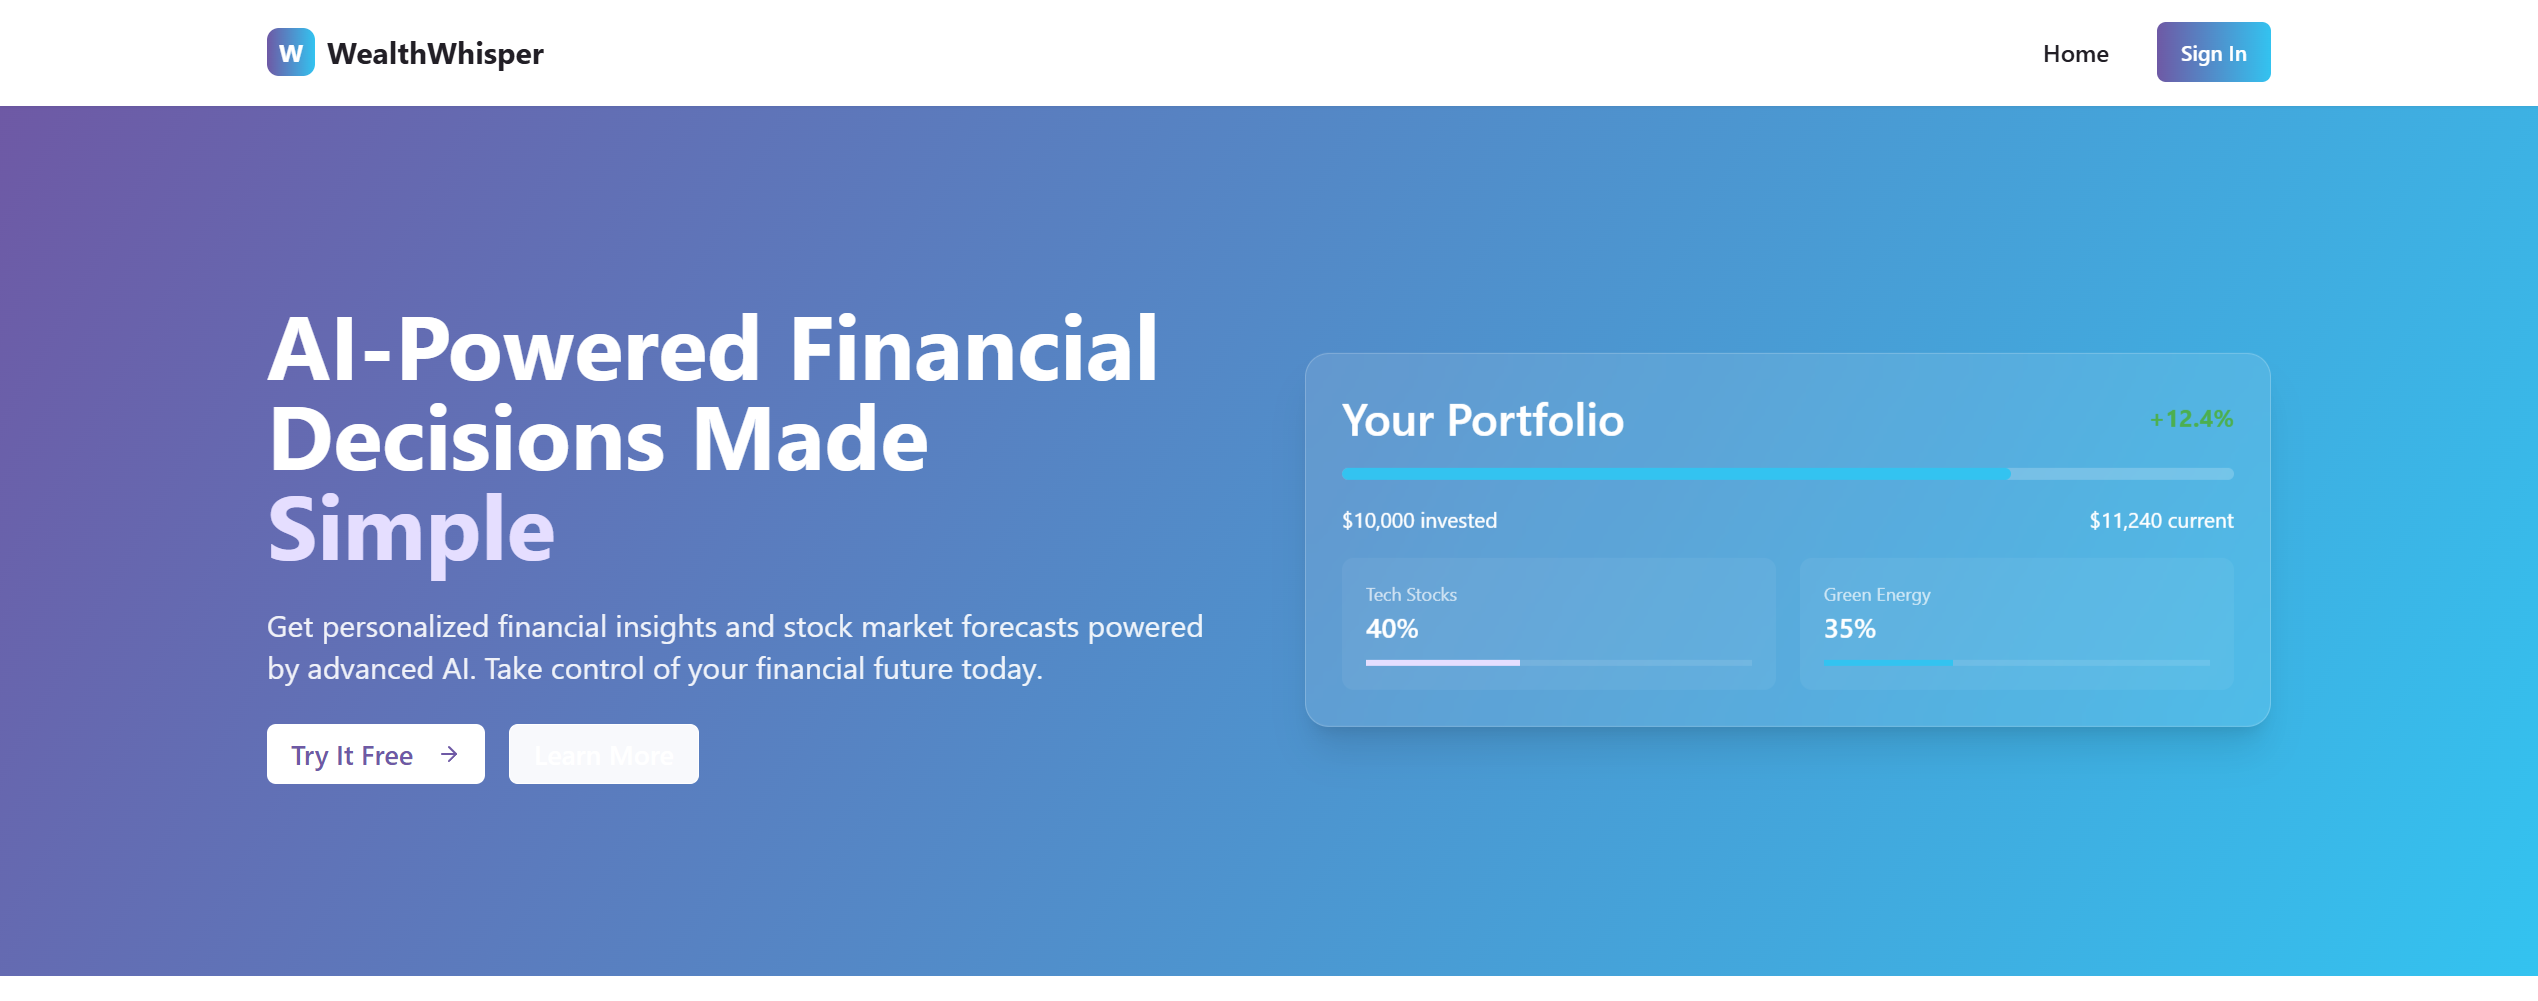 W WealthWhisper
Home
Sign In
AI-Powered Financial
Decisions Made
Simple
Get personalized financial insights and stock market forecasts powered
by advanced AI. Take control of your financial future today.
Try It Free →
Learn More
Your Portfolio
+12.4%
$10,000 invested
$11,240 current
Tech Stocks
40%
Green Energy
35%